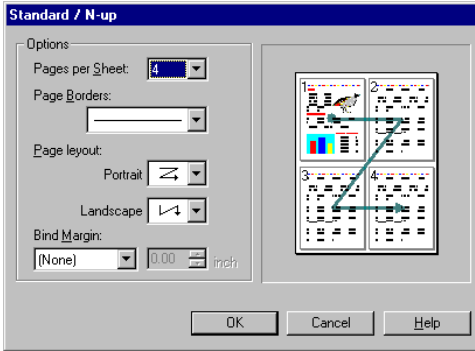 Standard / N-up
Options
Pages per Sheet: 4
Page Borders:
Page leyout:
Portrait
Landscape
Bind Margin:
(None) 0.00 inch
1 2
3 4
OK Cancel Help